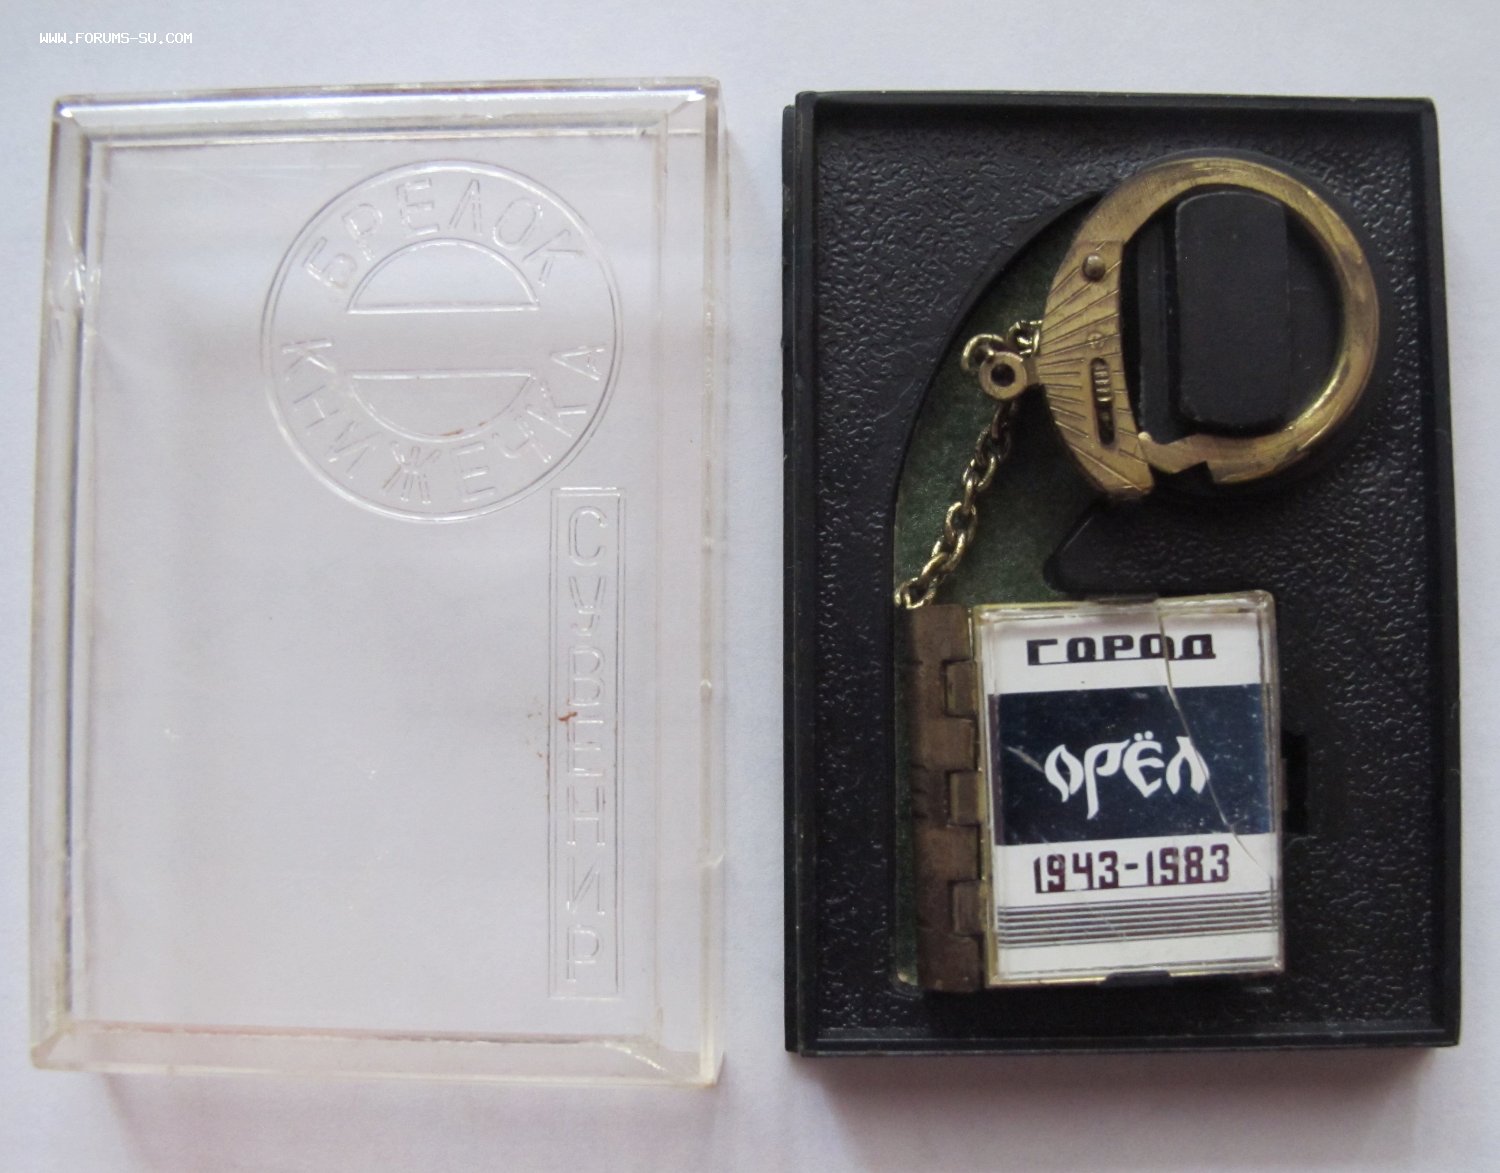 WWW.FORUMS-SU.COM
БРЕЛОК
КНИЖЕЧКА
СУВЕНИР
ГОРОД
ОРЁЛ
1943-1983